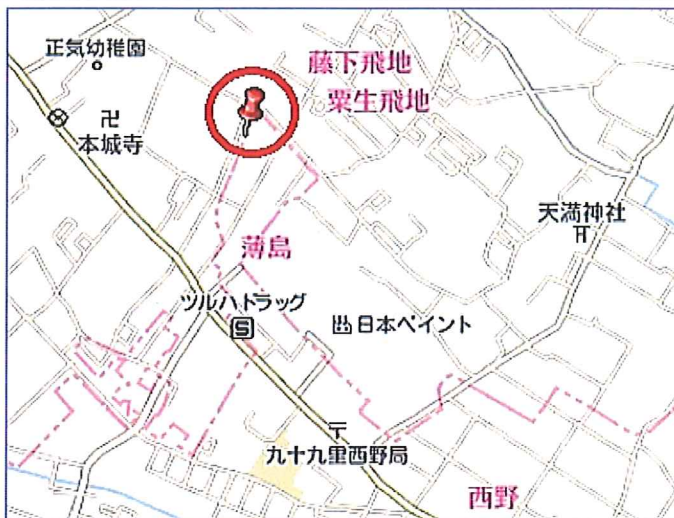 正気幼稚園
卍
本城寺
藤下飛地
粟生飛地
天満神社
薄島
ツルハドラッグ
S
日本ペイント
〒
九十九里西野局
西野